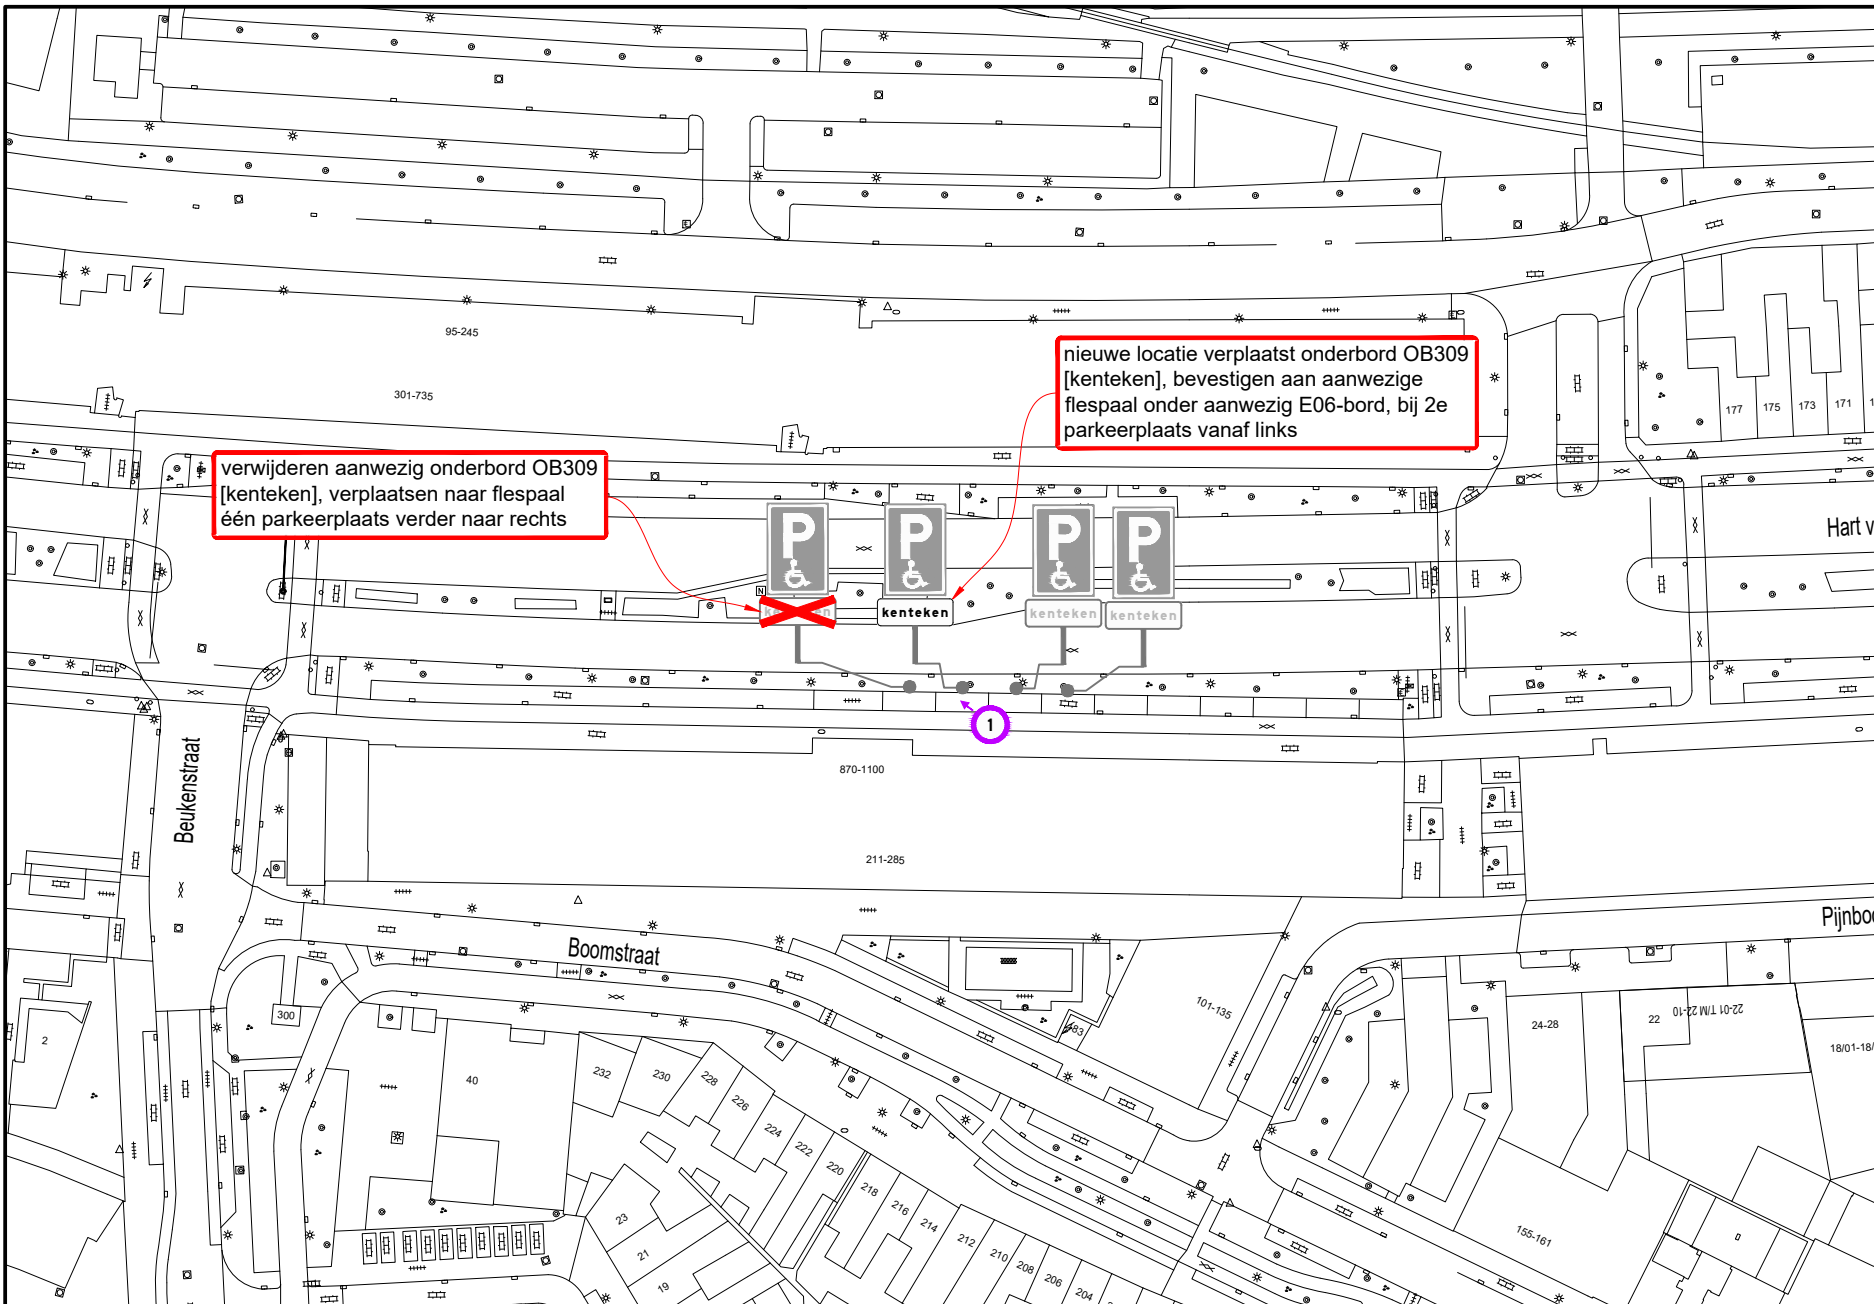 95-245
nieuwe locatie verplaatst onderbord OB309
[kenteken], bevestigen aan aanwezige
flespaal onder aanwezig E06-bord, bij 2e
parkeerplaats vanaf links
301-735
177
175
173
171
verwijderen aanwezig onderbord OB309
[kenteken], verplaatsen naar flespaal
één parkeerplaats verder naar rechts
P
P
P
P
Hart v
N
kenteken
kenteken
kenteken
kenteken
1
Beukenstraat
870-1100
211-285
Boomstraat
Pijnbo
101-135
300
483
24-28
22
22-01 T/M 22-10
2
18/01-18/
40
232
230
228
226
224
222
220
218
216
214
212
210
208
206
204
23
21
19
155-161